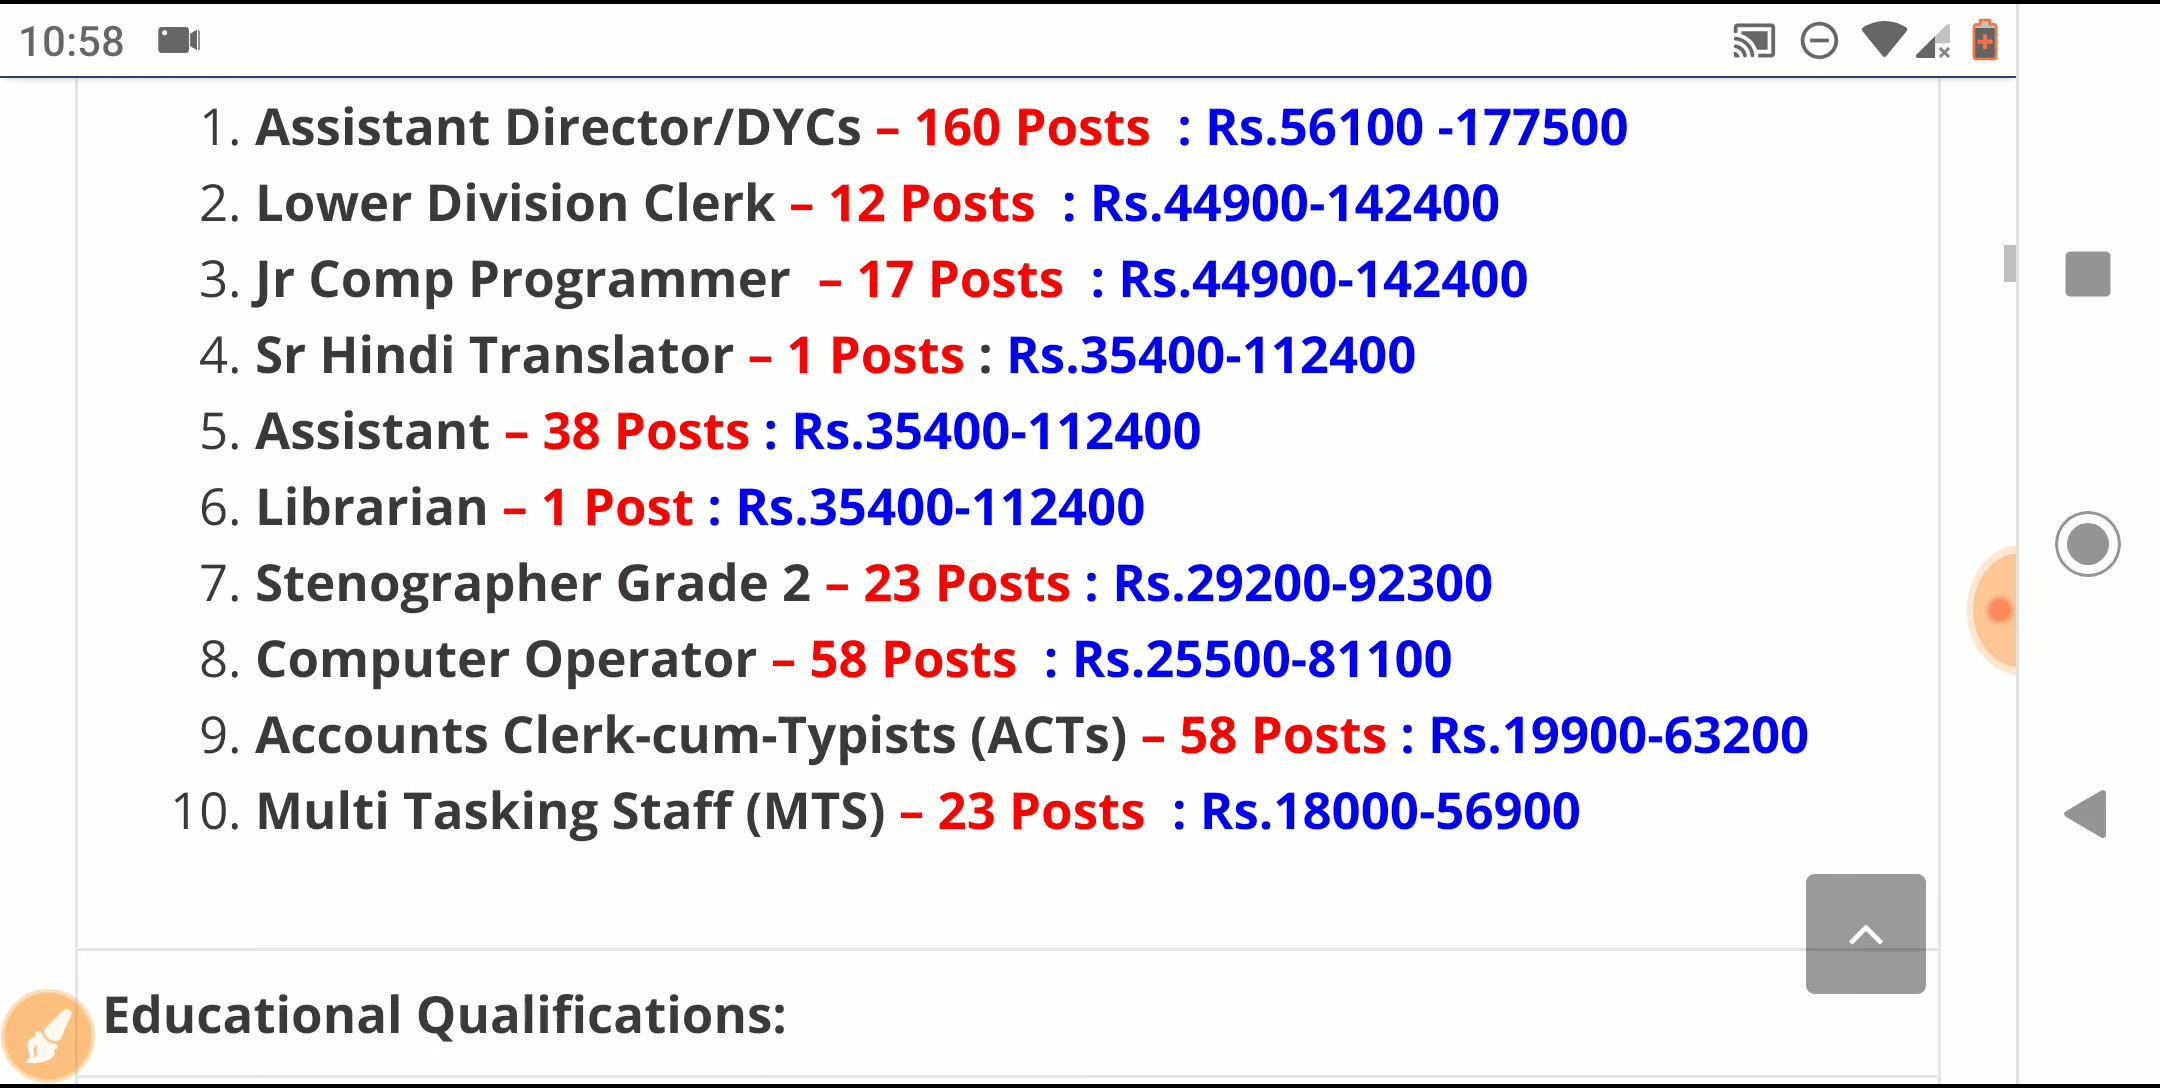 10:58
1. Assistant Director/DYCs – 160 Posts : Rs.56100 -177500
2. Lower Division Clerk – 12 Posts : Rs.44900-142400
3. Jr Comp Programmer – 17 Posts : Rs.44900-142400
4. Sr Hindi Translator – 1 Posts : Rs.35400-112400
5. Assistant – 38 Posts : Rs.35400-112400
6. Librarian – 1 Post : Rs.35400-112400
7. Stenographer Grade 2 – 23 Posts : Rs.29200-92300
8. Computer Operator – 58 Posts : Rs.25500-81100
9. Accounts Clerk-cum-Typists (ACTs) – 58 Posts : Rs.19900-63200
10. Multi Tasking Staff (MTS) – 23 Posts : Rs.18000-56900
Educational Qualifications: